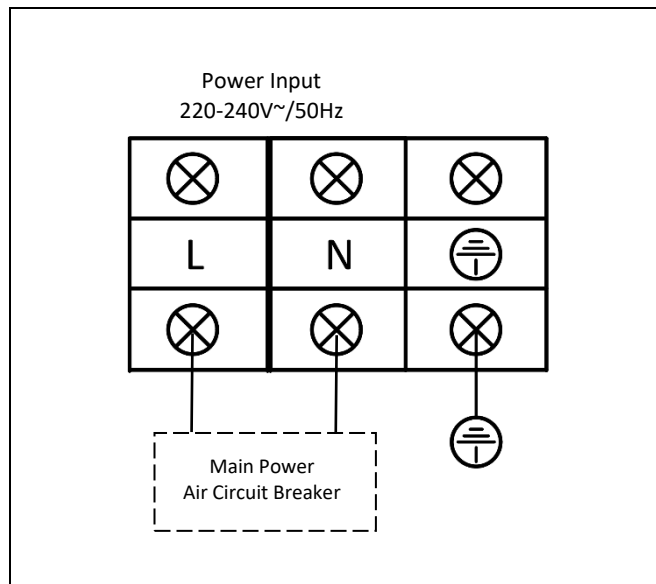 Power Input
220-240V~/50Hz
L N
Main Power
Air Circuit Breaker